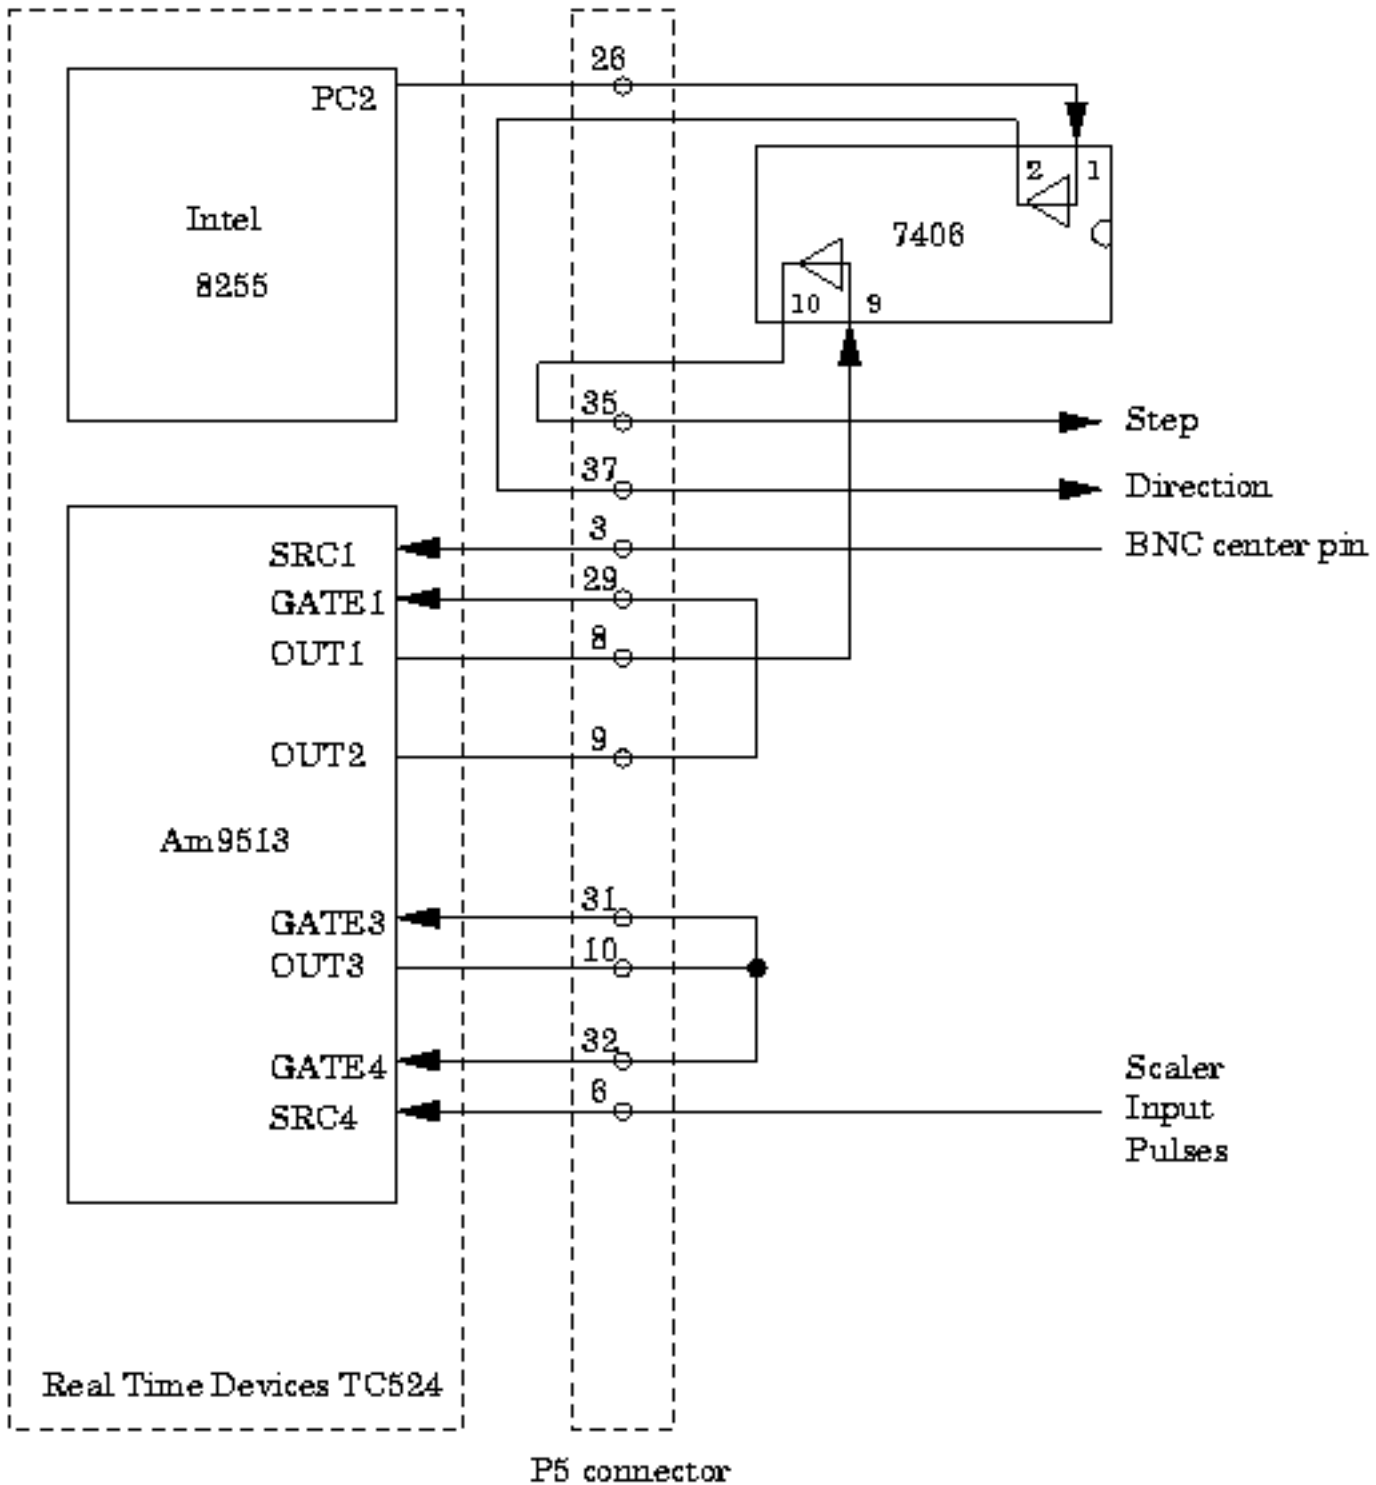 26
PC2
2 1
Intel
7406
8255
10 9
35
Step
37
Direction
3
SRC1
BNC center pin
29
GATE1
8
OUT1
9
OUT2
Am9513
31
GATE3
10
OUT3
32
GATE4
Scaler
6
Input
SRC4
Pulses
Real Time Devices TC524
P5 connector